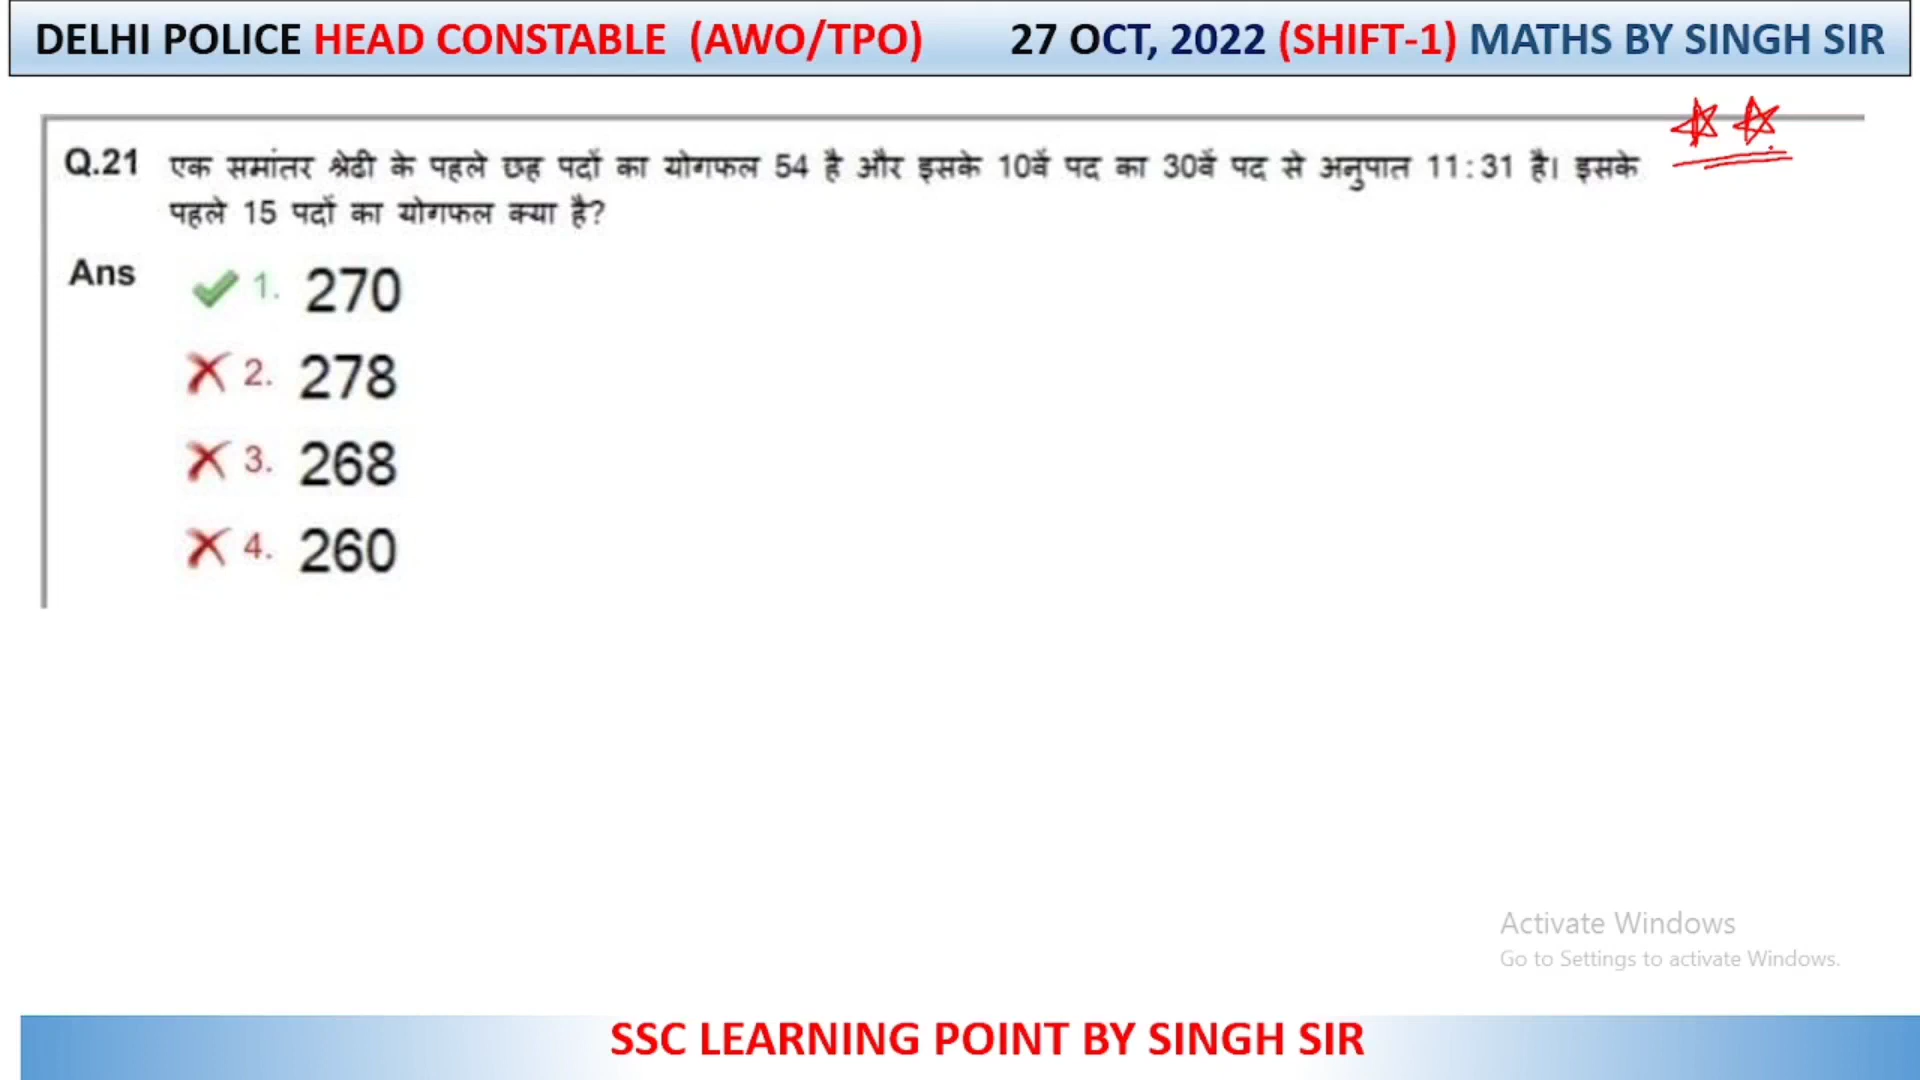 DELHI POLICE HEAD CONSTABLE (AWO/TPO) 27 OCT, 2022 (SHIFT-1) MATHS BY SINGH SIR
Q.21 एक समांतर श्रेढी के पहले छह पदों का योगफल 54 है और इसके 10वें पद का 30वें पद से अनुपात 11:31 है। इसके
पहले 15 पदों का योगफल क्या है?
Ans
1. 270
2. 278
3. 268
4. 260
Activate Windows
Go to Settings to activate Windows.
SSC LEARNING POINT BY SINGH SIR